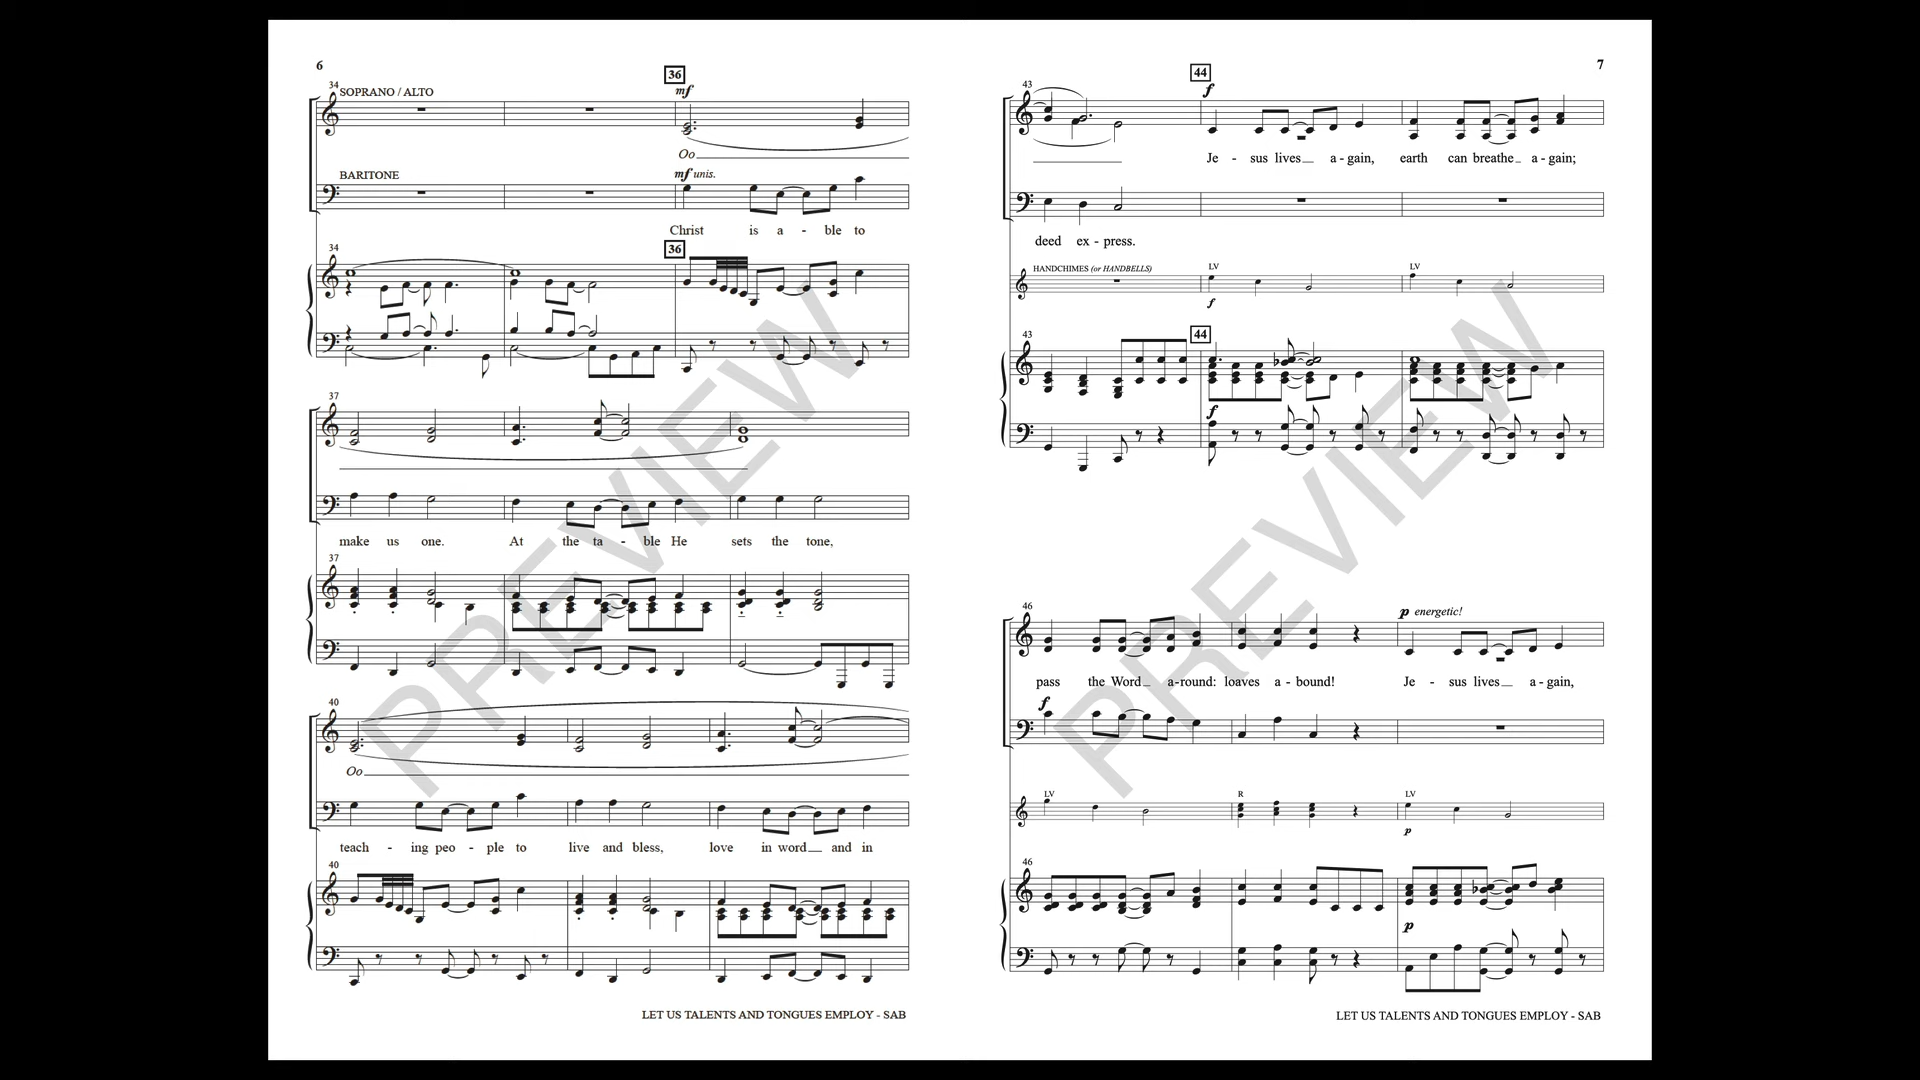 6
36
34 SOPRANO / ALTO
mf
Oo
BARITONE
mf unis.
Christ is a - ble to
34
36
37
make us one. At the ta - ble He sets the tone,
37
40
Oo
teach - ing peo - ple to live and bless, love in word and in
40
LET US TALENTS AND TONGUES EMPLOY - SAB
7
44
43
f
Je - sus lives a - gain, earth can breathe a - gain;
deed ex - press.
HANDCHIMES (or HANDBELLS)
LV
LV
f
43
44
f
46
p energetic!
pass the Word a-round: loaves a - bound! Je - sus lives a - gain,
f
LV
R
LV
p
46
p
LET US TALENTS AND TONGUES EMPLOY - SAB
PREVIEW
PREVIEW